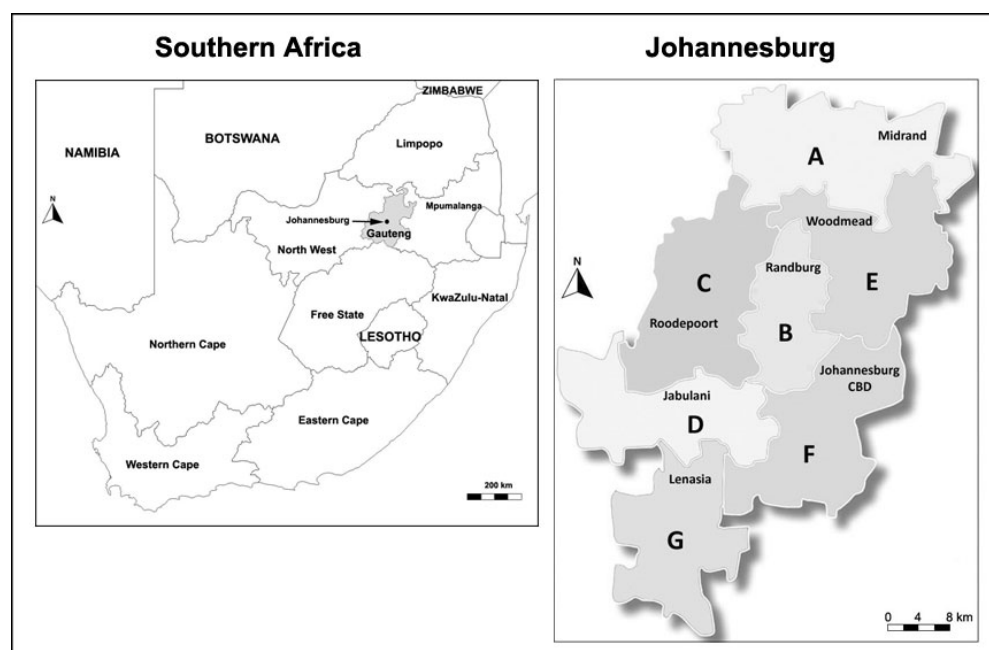 Southern Africa
ZIMBABWE
BOTSWANA
Limpopo
NAMIBIA
N
Mpumalanga
Johannesburg
Gauteng
North West
KwaZulu-Natal
Free State
LESOTHO
Northern Cape
Eastern Cape
Western Cape
200 km
Johannesburg
Midrand
A
Woodmead
N
Randburg
C
E
Roodepoort
B
Johannesburg
CBD
Jabulani
D
F
Lenasia
G
0 4 8 km